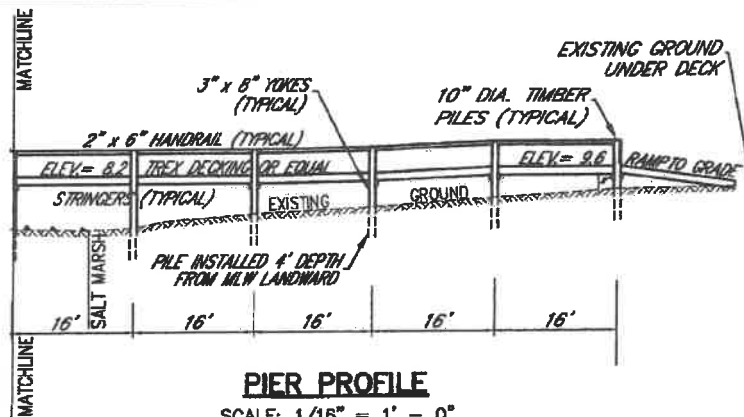 MATCHLINE
EXISTING GROUND
UNDER DECK
3" x 8" YOKES
(TYPICAL)
10" DIA. TIMBER
PILES (TYPICAL)
2" x 6" HANDRAIL (TYPICAL)
ELEV.= 8.2
TREX DECKING OR EQUAL
ELEV.= 9.6
RAMP TO GRADE
STRINGERS (TYPICAL)
EXISTING
GROUND
PILE INSTALLED 4' DEPTH
FROM MLW LANDWARD
SALT MARSH
16'
16'
16'
16'
16'
MATCHLINE
PIER PROFILE
SCALE: 1/16" = 1' - 0"